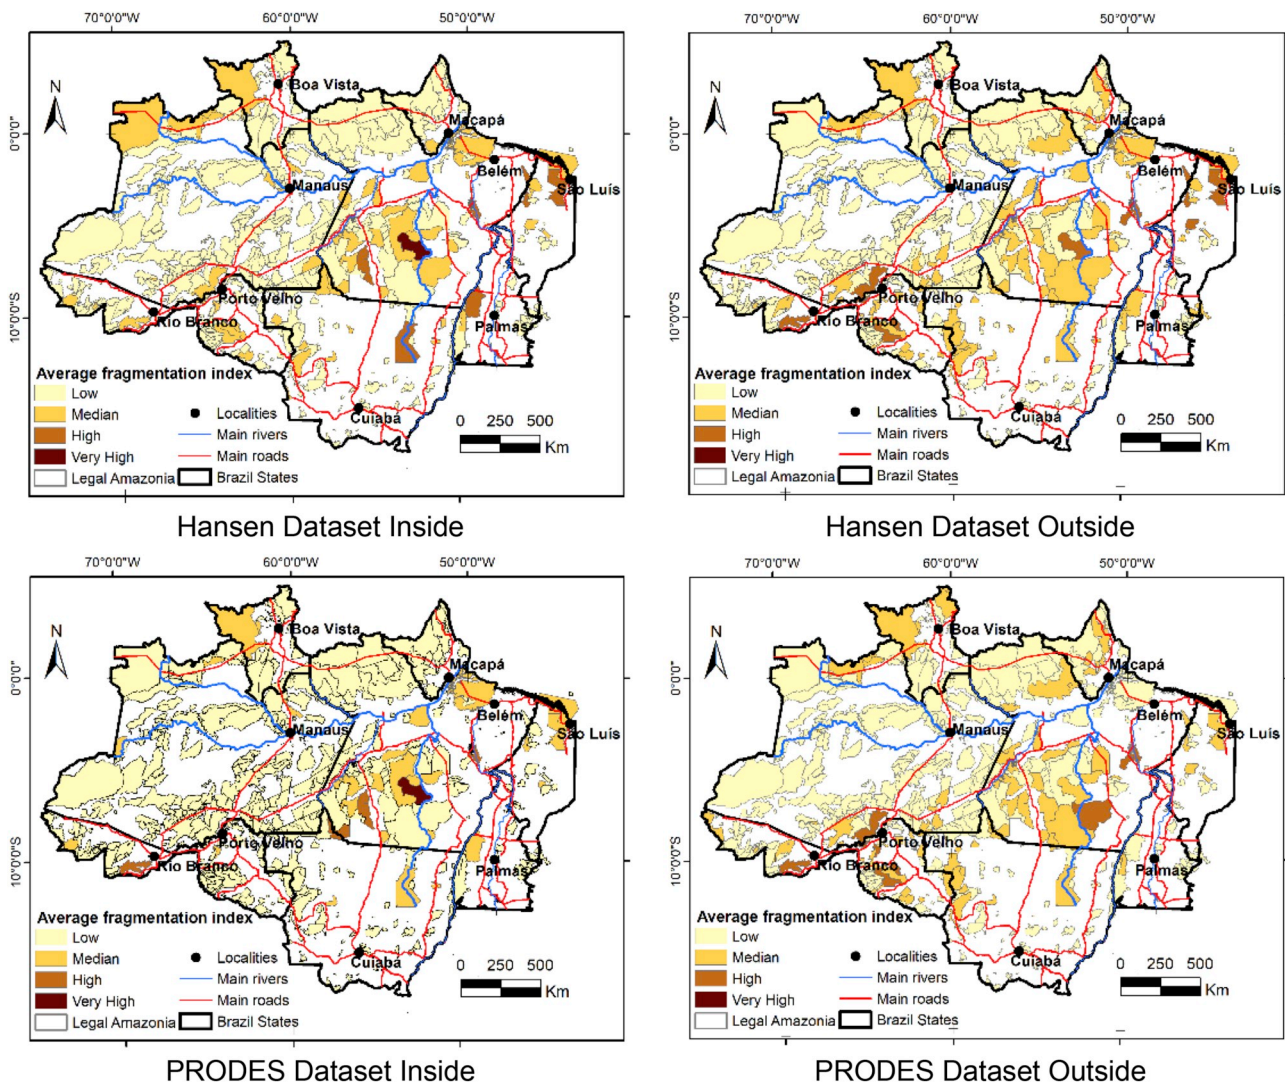 70°0'0"W 60°0'0"W 50°0'0"W
70°0'0"W 60°0'0"W 50°0'0"W
N
Boa Vista
Macapá
0°0'0"
Belém
São Luís
Manaus
Porto Velho
Rio Branco
Palmas
10°0'0"S
Cuiabá
Average fragmentation index
Low
Median
High
Very High
Legal Amazonia
Localities
Main rivers
Main roads
Brazil States
0 250 500
Km
N
Boa Vista
Macapá
0°0'0"
Belém
São Luís
Manaus
Porto Velho
Rio Branco
Palmas
10°0'0"S
Cuiabá
Average fragmentation index
Low
Median
High
Very High
Legal Amazonia
Localities
Main rivers
Main roads
Brazil States
0 250 500
Km
Hansen Dataset Inside
Hansen Dataset Outside
70°0'0"W 60°0'0"W 50°0'0"W
70°0'0"W 60°0'0"W 50°0'0"W
N
Boa Vista
Macapá
0°0'0"
Belém
São Luís
Manaus
Porto Velho
Rio Branco
Palmas
10°0'0"S
Cuiabá
Average fragmentation index
Low
Median
High
Very High
Legal Amazonia
Localities
Main rivers
Main roads
Brazil States
0 250 500
Km
N
Boa Vista
Macapá
0°0'0"
Belém
São Luís
Manaus
Porto Velho
Rio Branco
Palmas
10°0'0"S
Cuiabá
Average fragmentation index
Low
Median
High
Very High
Legal Amazonia
Localities
Main rivers
Main roads
Brazil States
0 250 500
Km
PRODES Dataset Inside
PRODES Dataset Outside